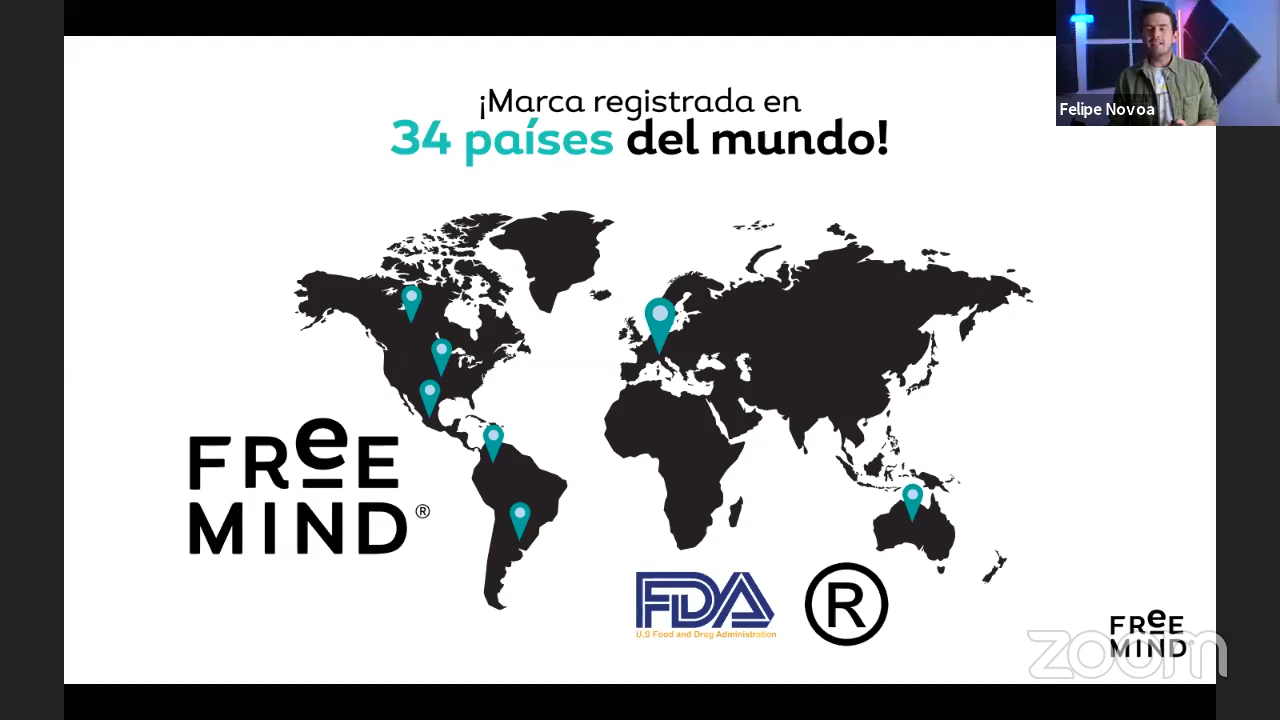 ¡Marca registrada en
34 países del mundo!
Felipe Novoa
FREE
MIND®
FDA
U.S Food and Drug Administration
®
FREE
MIND®
zoom